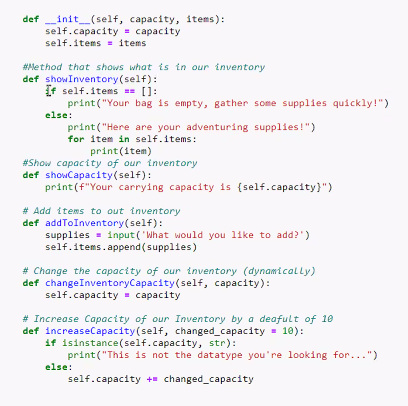 def __init__(self, capacity, items):
    self.capacity = capacity
    self.items = items

#Method that shows what is in our inventory
def showInventory(self):
    if self.items == []:
        print("Your bag is empty, gather some supplies quickly!")
    else:
        print("Here are your adventuring supplies!")
        for item in self.items:
            print(item)
#Show capacity of our inventory
def showCapacity(self):
    print(f"Your carrying capacity is {self.capacity}")

# Add items to out inventory
def addToInventory(self):
    supplies = input('What would you like to add?')
    self.items.append(supplies)

# Change the capacity of our inventory (dynamically)
def changeInventoryCapacity(self, capacity):
    self.capacity = capacity

# Increase Capacity of our Inventory by a deafult of 10
def increaseCapacity(self, changed_capacity = 10):
    if isinstance(self.capacity, str):
        print("This is not the datatype you're looking for...")
    else:
        self.capacity += changed_capacity